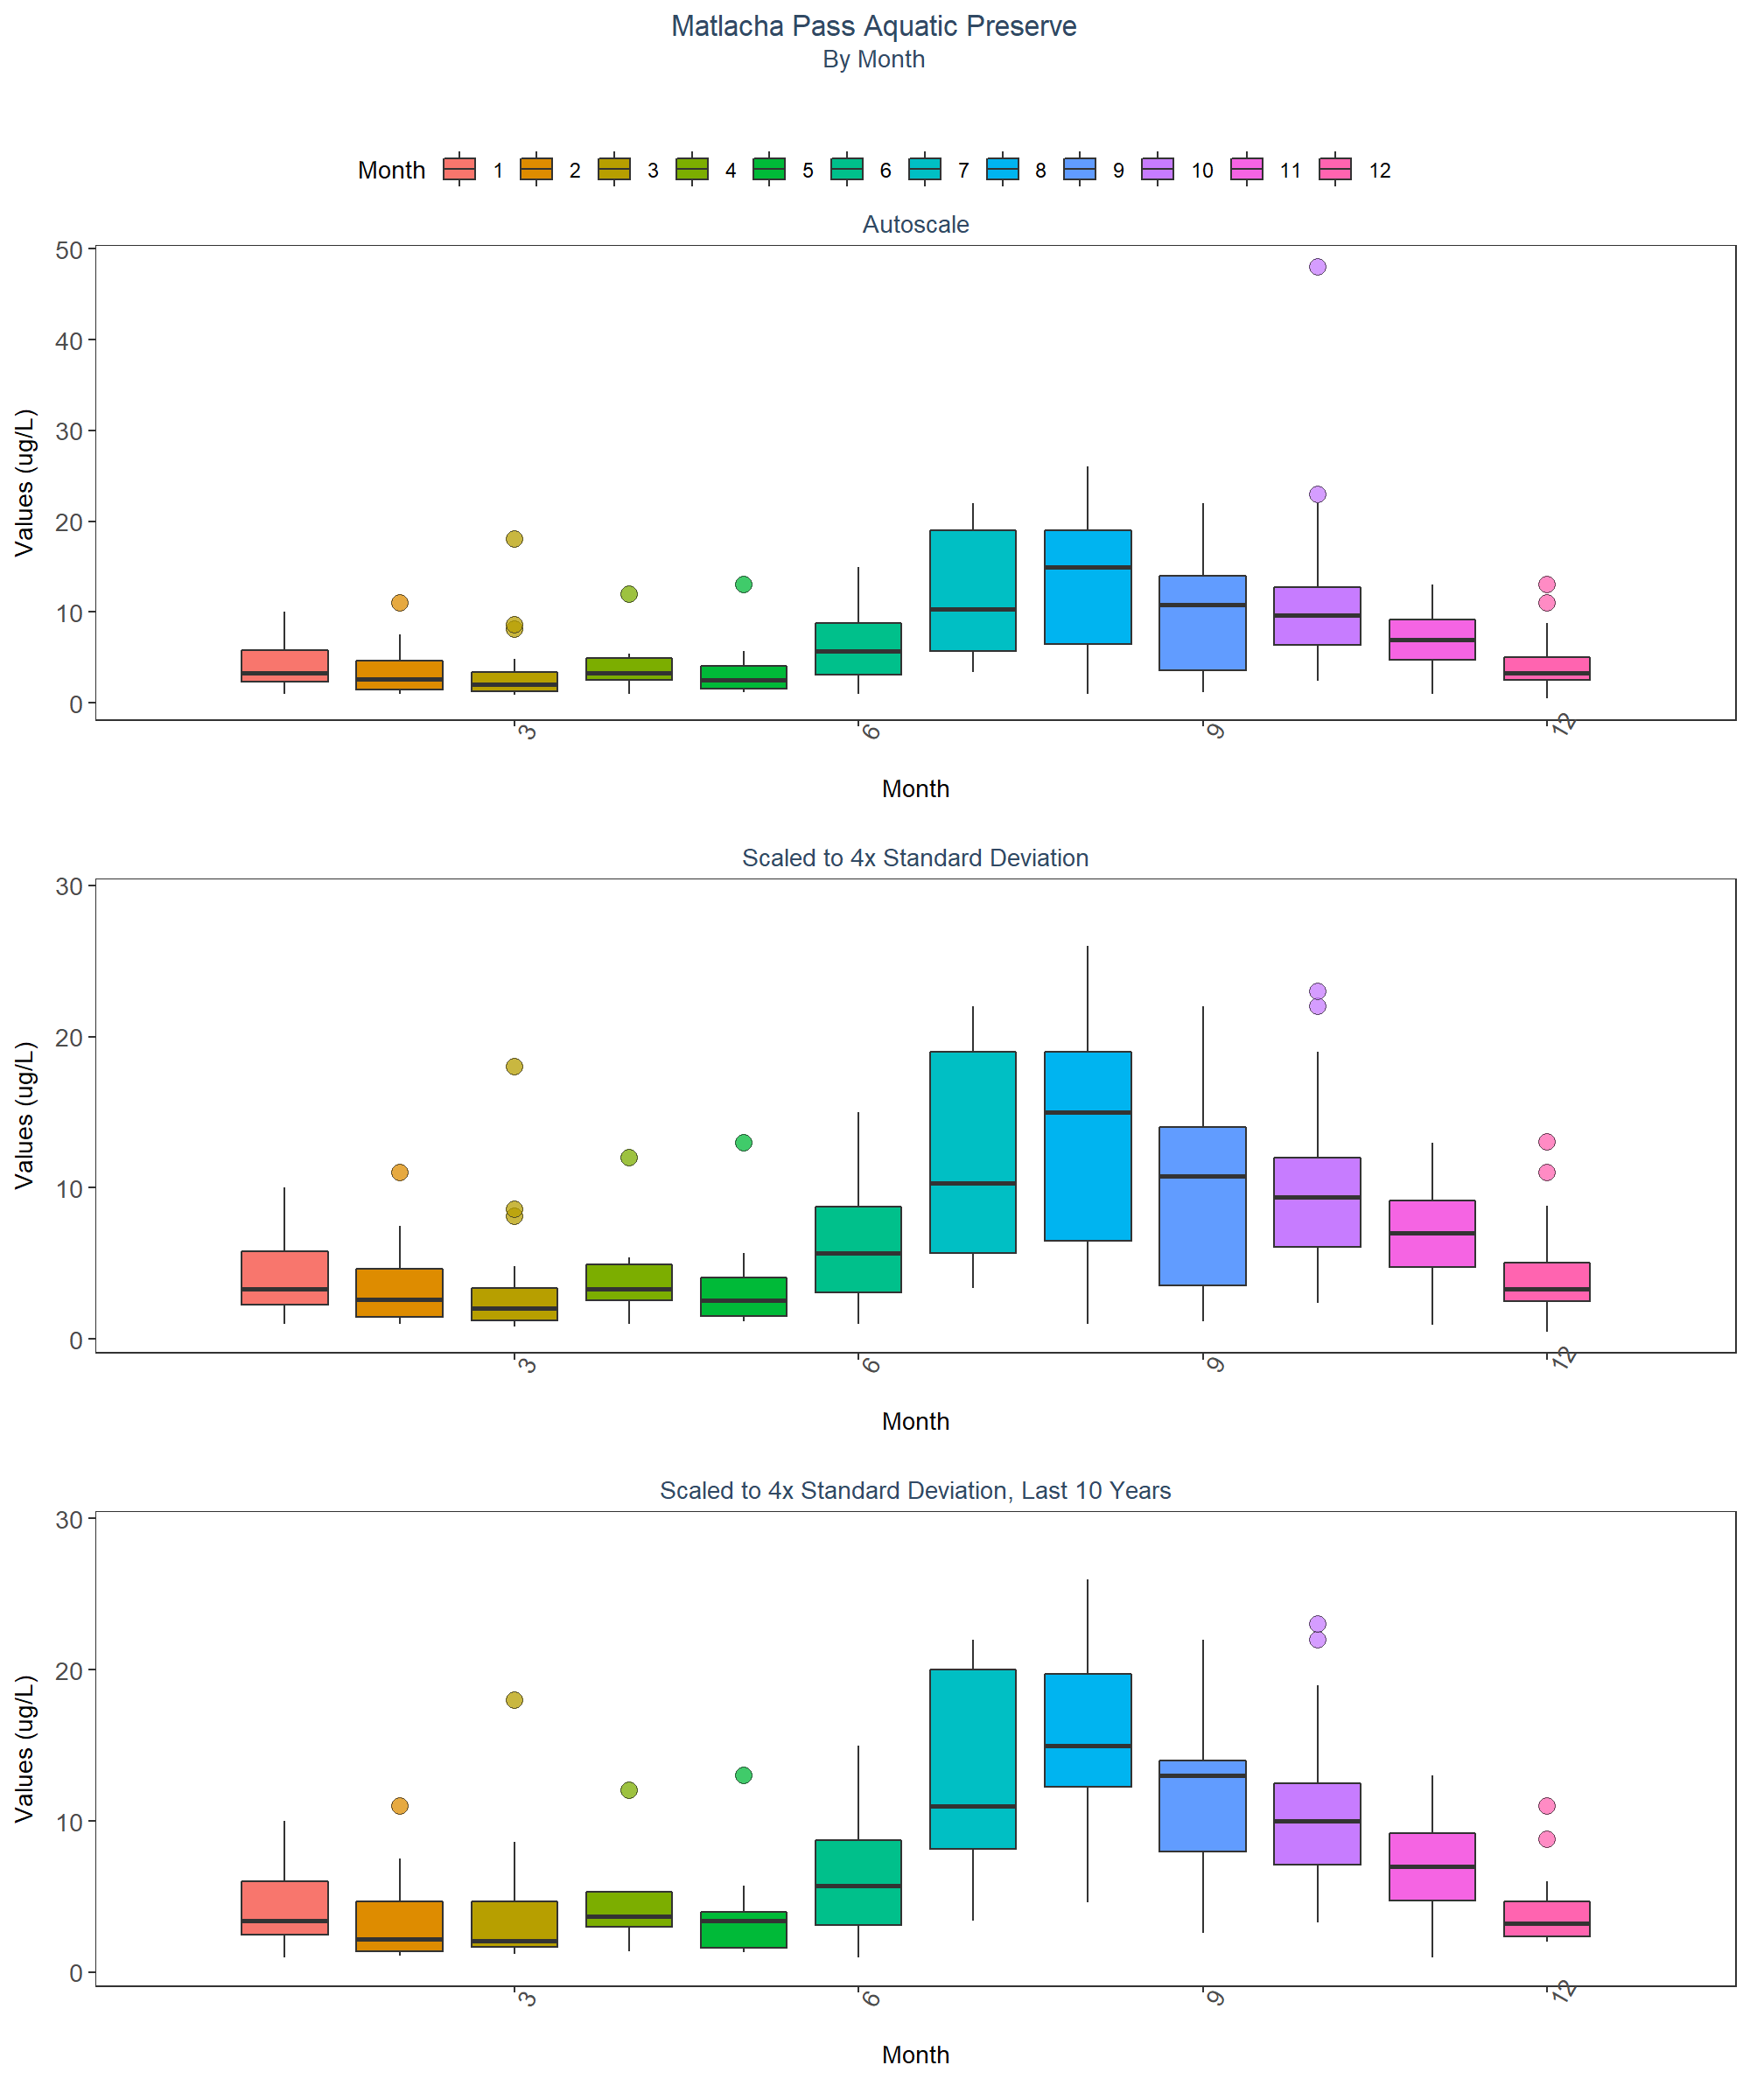 Matlacha Pass Aquatic Preserve
By Month
Month 1 2 3 4 5 6 7 8 9 10 11 12
Autoscale
Values (ug/L)
50
40
30
20
10
0
3 6 9 12
Month
Scaled to 4x Standard Deviation
Values (ug/L)
30
20
10
0
3 6 9 12
Month
Scaled to 4x Standard Deviation, Last 10 Years
Values (ug/L)
30
20
10
0
3 6 9 12
Month